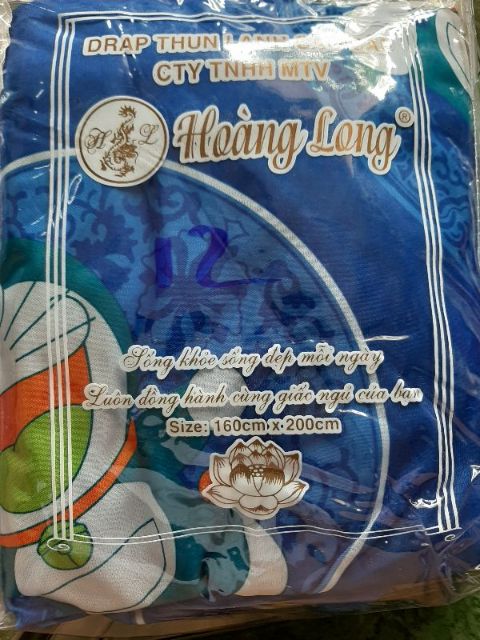 DRAP THUN LẠNH
CTY TNHH MTV
H L Hoàng Long ®
12
Sống khỏe sống đẹp mỗi ngày
Luôn đồng hành cùng giấc ngủ của bạn
Size: 160cm x 200cm